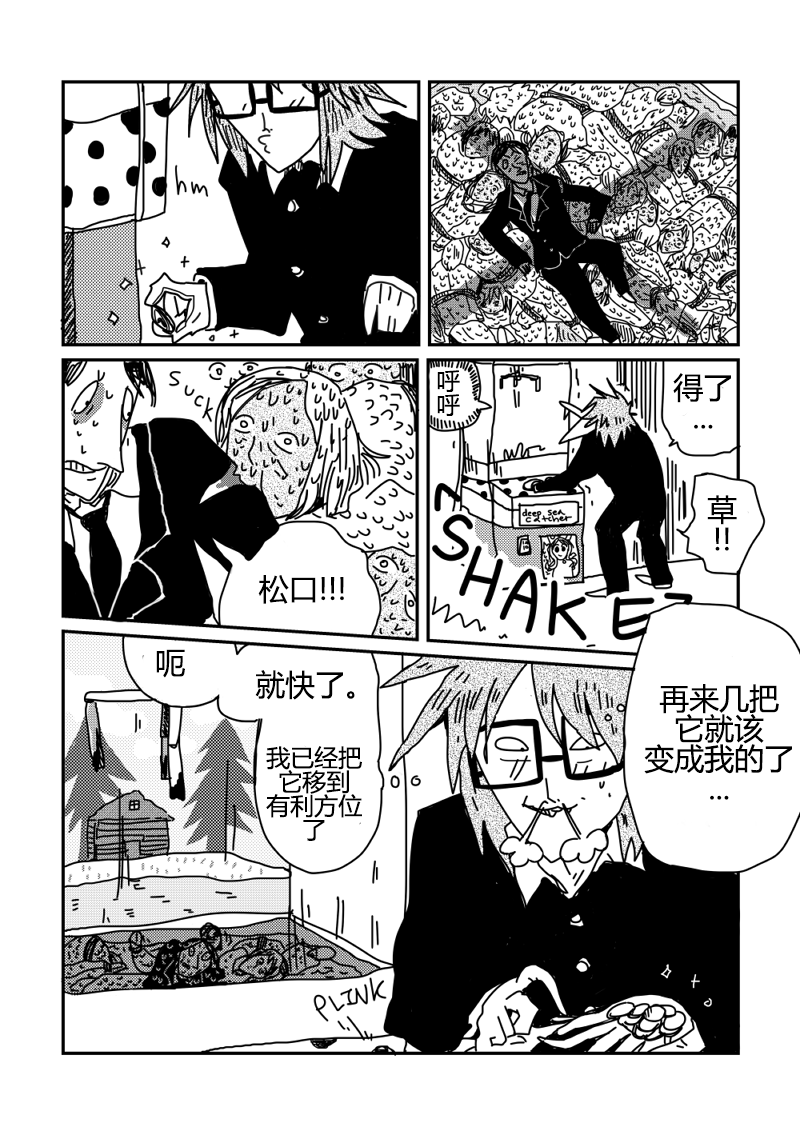 hm
SUCK
松口!!!
呼
呼
得了
...
草
!!
deep sea
catcher
SHAKE
呃
就快了。
我已经把
它移到
有利方位
了
再来几把
它就该
变成我的了
...
PLINK